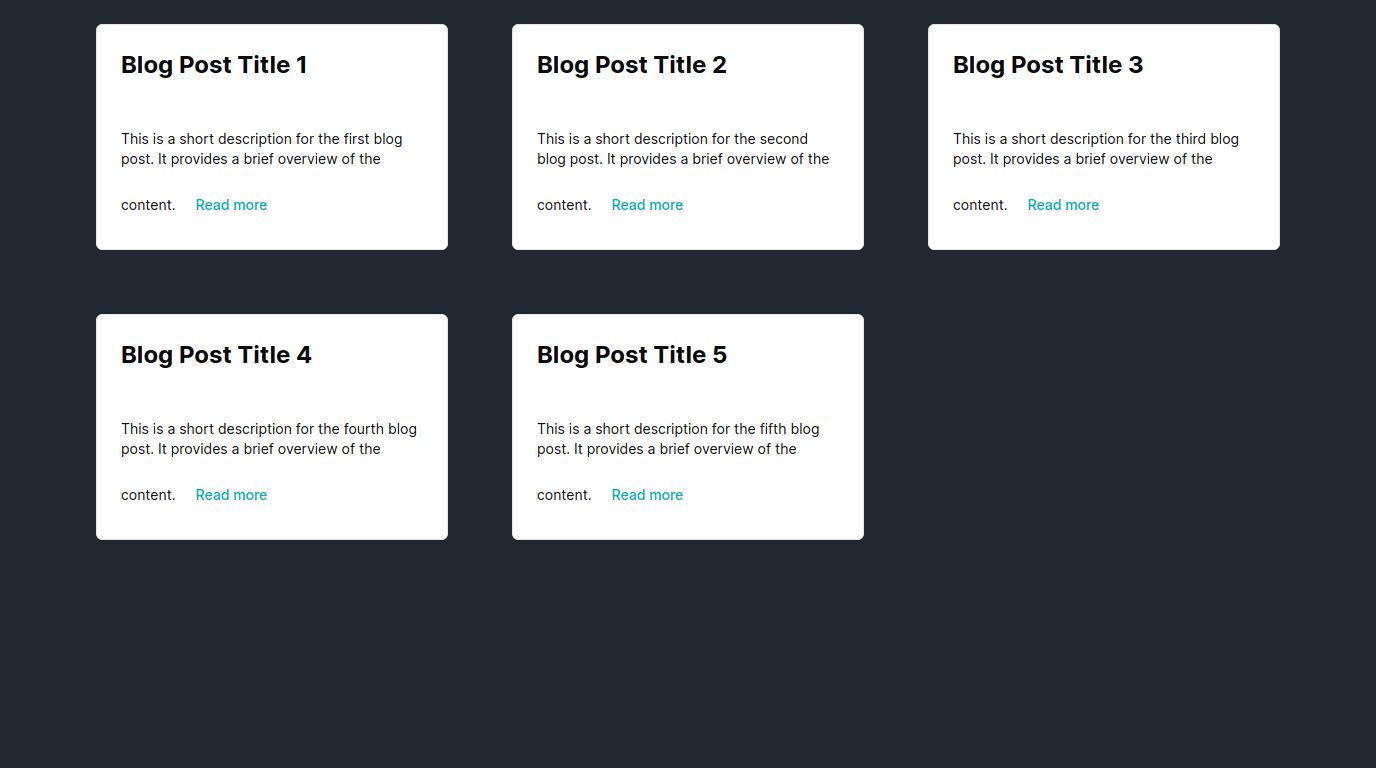 Blog Post Title 1
This is a short description for the first blog
post. It provides a brief overview of the
content. Read more
Blog Post Title 2
This is a short description for the second
blog post. It provides a brief overview of the
content. Read more
Blog Post Title 3
This is a short description for the third blog
post. It provides a brief overview of the
content. Read more
Blog Post Title 4
This is a short description for the fourth blog
post. It provides a brief overview of the
content. Read more
Blog Post Title 5
This is a short description for the fifth blog
post. It provides a brief overview of the
content. Read more